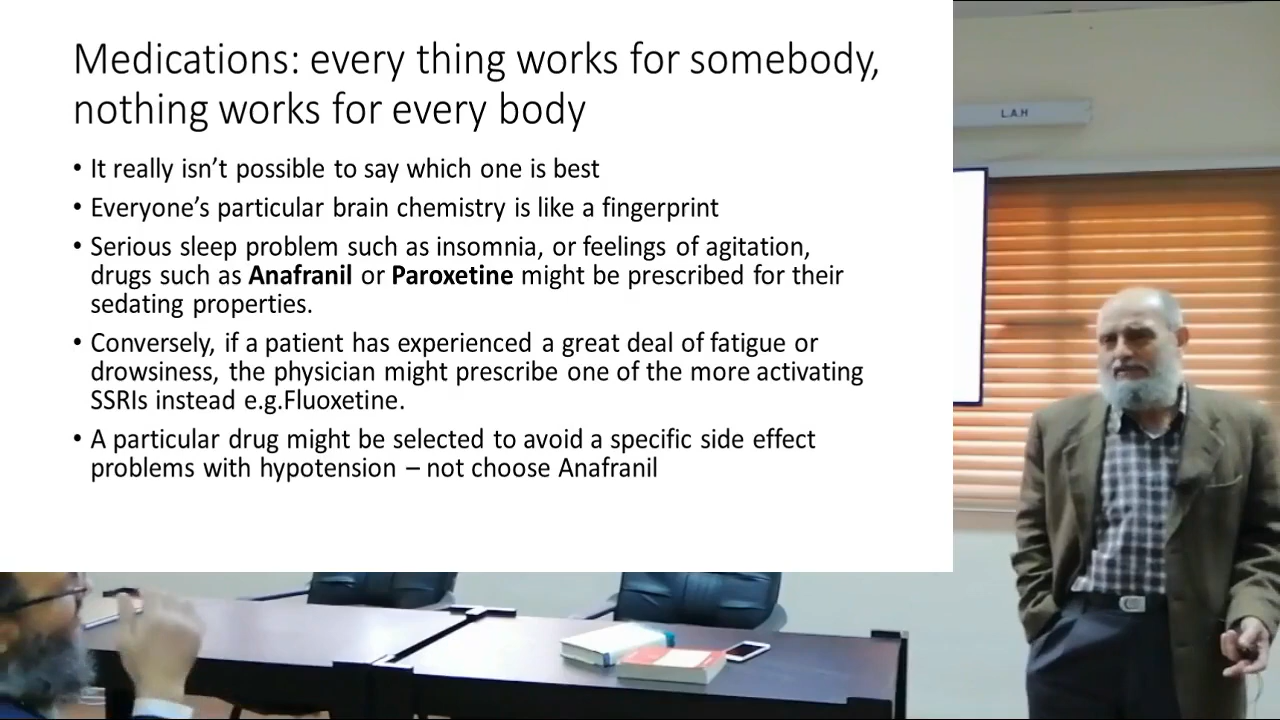 Medications: every thing works for somebody,
nothing works for every body
• It really isn’t possible to say which one is best
• Everyone’s particular brain chemistry is like a fingerprint
• Serious sleep problem such as insomnia, or feelings of agitation,
drugs such as Anafranil or Paroxetine might be prescribed for their
sedating properties.
• Conversely, if a patient has experienced a great deal of fatigue or
drowsiness, the physician might prescribe one of the more activating
SSRIs instead e.g.Fluoxetine.
• A particular drug might be selected to avoid a specific side effect
problems with hypotension – not choose Anafranil
L.A.H